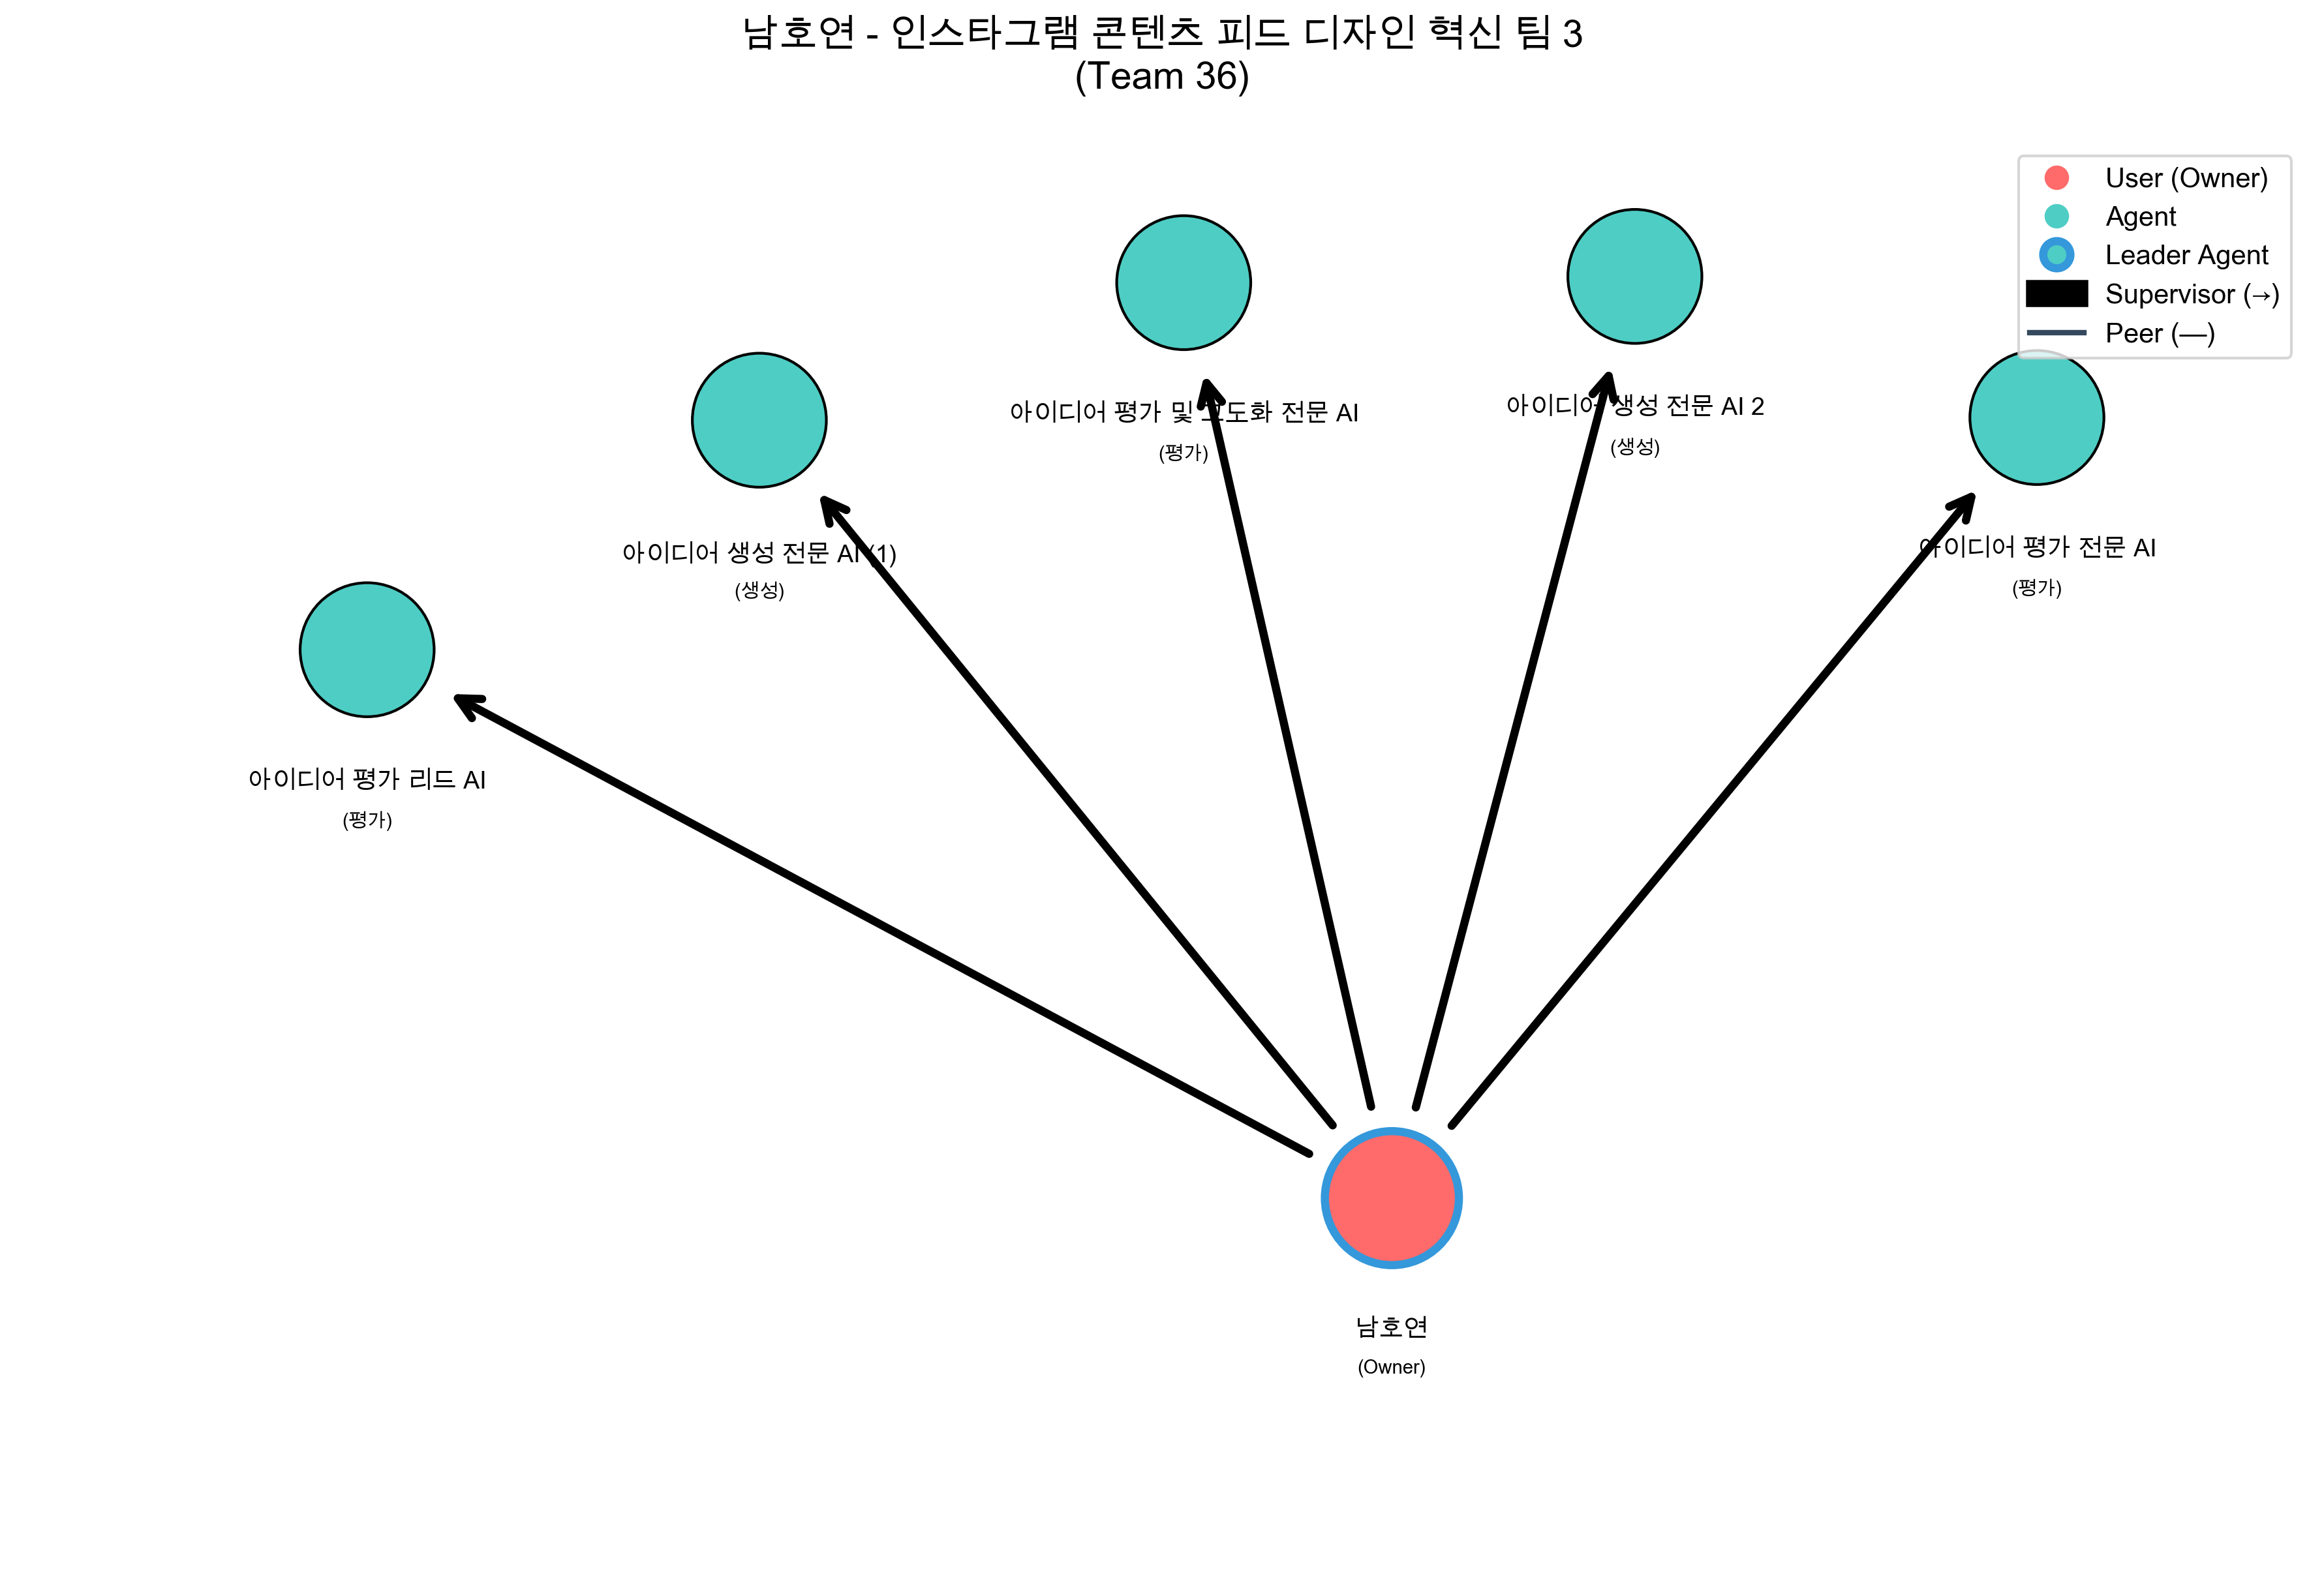 남호연 - 인스타그램 콘텐츠 피드 디자인 혁신 팀 3
(Team 36)
User (Owner)
Agent
Leader Agent
Supervisor (→)
Peer (—)
아이디어 평가 및 고도화 전문 AI
(평가)
아이디어 생성 전문 AI 2
(생성)
아이디어 생성 전문 AI (1)
(생성)
아이디어 평가 전문 AI
(평가)
아이디어 평가 리드 AI
(평가)
남호연
(Owner)